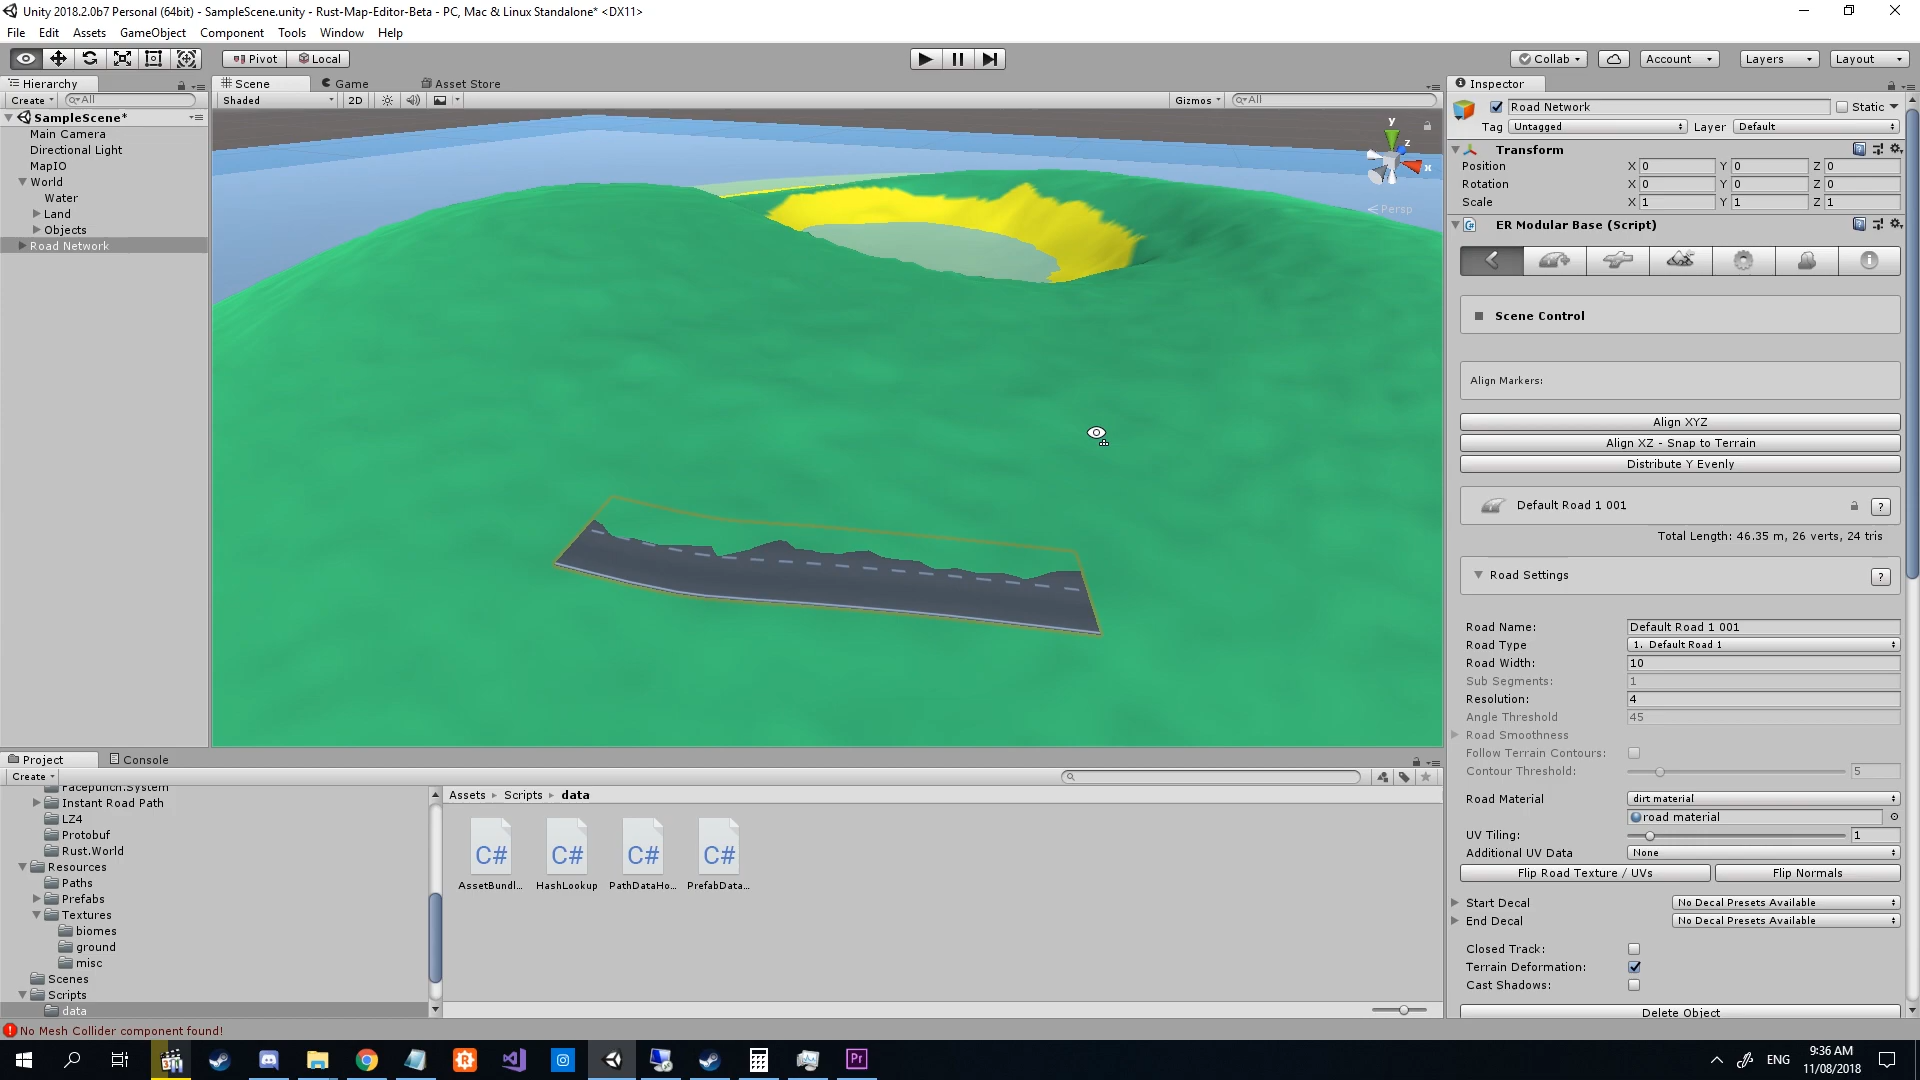 Unity 2018.2.0b7 Personal (64bit) - SampleScene.unity - Rust-Map-Editor-Beta - PC, Mac & Linux Standalone* <DX11>
File Edit Assets GameObject Component Tools Window Help
Pivot Local Collab Account Layers Layout
Hierarchy
Create All
SampleScene*
Main Camera
Directional Light
MapIO
World
Water
Land
Objects
Road Network
Scene Game Asset Store
Shaded 2D Gizmos All
y
z
x
Persp
Inspector
Road Network Static
Tag Untagged Layer Default
Transform
Position X 0 Y 0 Z 0
Rotation X 0 Y 0 Z 0
Scale X 1 Y 1 Z 1
ER Modular Base (Script)
Scene Control
Align Markers:
Align XYZ
Align XZ - Snap to Terrain
Distribute Y Evenly
Default Road 1 001 ?
Total Length: 46.35 m, 26 verts, 24 tris
Road Settings ?
Road Name: Default Road 1 001
Road Type 1. Default Road 1
Road Width: 10
Sub Segments: 1
Resolution: 4
Angle Threshold 45
Road Smoothness
Follow Terrain Contours:
Contour Threshold: 5
Road Material dirt material
road material
UV Tiling: 1
Additional UV Data None
Flip Road Texture / UVs Flip Normals
Start Decal No Decal Presets Available
End Decal No Decal Presets Available
Closed Track:
Terrain Deformation:
Cast Shadows:
Delete Object
Project Console
Create
Facepunch.System
Instant Road Path
LZ4
Protobuf
Rust.World
Resources
Paths
Prefabs
Textures
biomes
ground
misc
Scenes
Scripts
data
Assets Scripts data
C# C# C# C#
AssetBundl... HashLookup PathDataHo... PrefabData...
No Mesh Collider component found!
321
R
Pr
ENG
9:36 AM
11/08/2018